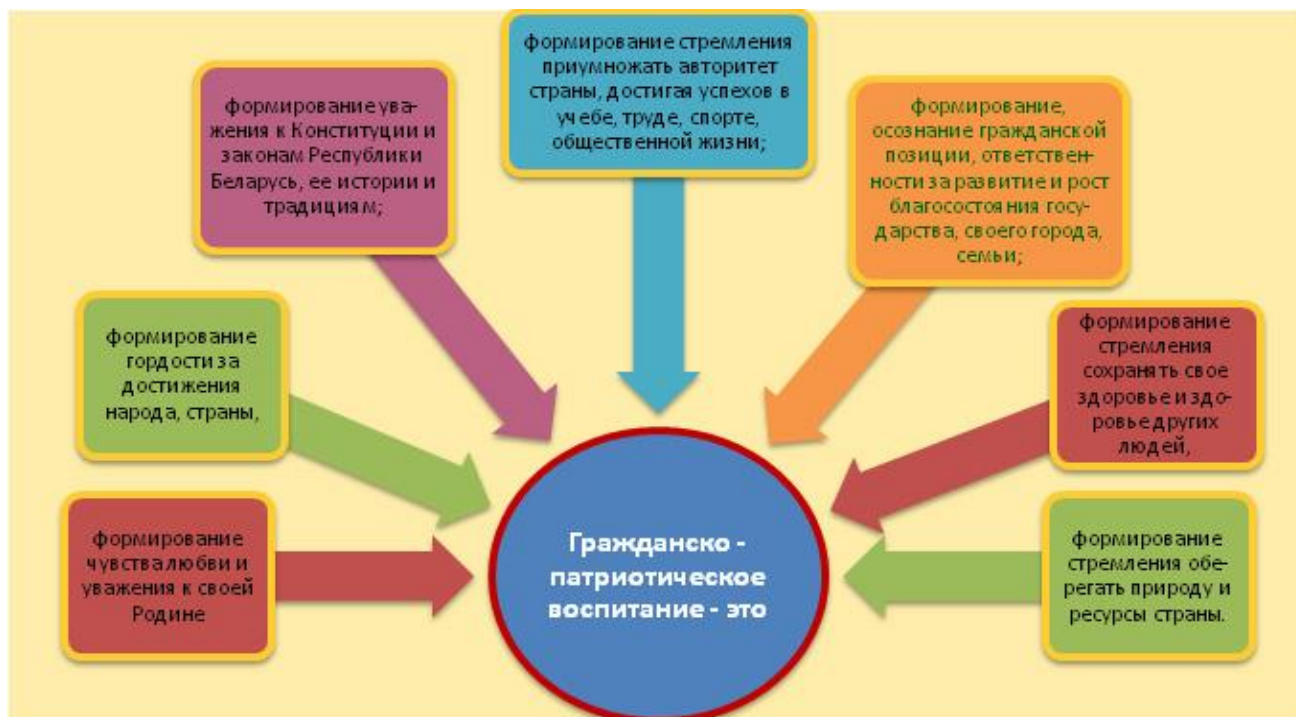 формирование стремления
приумножать авторитет
страны, достигая успехов в
учебе, труде, спорте,
общественной жизни;
формирование ува-
жения к Конституции и
законам Республики
Беларусь, ее истории и
традициям;
формирование,
осознание гражданской
позиции, ответствен-
ности за развитие и рост
благосостояния госу-
дарства, своего города,
семьи;
формирование
гордости за
достижения
народа, страны,
формирование
стремления
сохранять свое
здоровье и здо-
ровье других
людей,
формирование
чувства любви и
уважения к своей
Родине
Гражданско -
патриотическое
воспитание - это
формирование
стремления обе-
регать природу и
ресурсы страны.